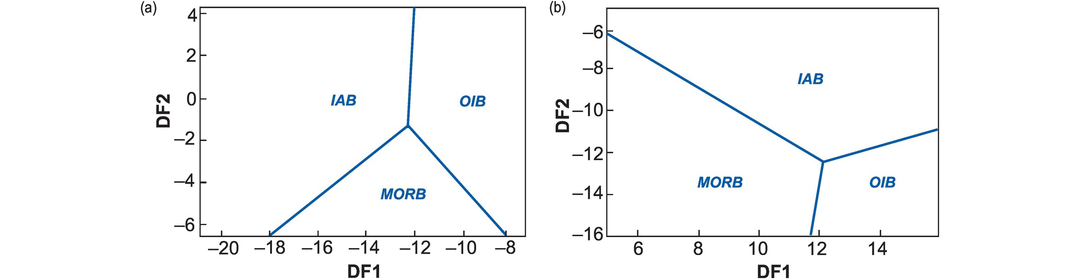 (a)
4
2
0
–2
–4
–6
DF2
IAB
OIB
MORB
–20 –18 –16 –14 –12 –10 –8
DF1
(b)
–6
–8
–10
–12
–14
–16
DF2
IAB
MORB
OIB
6 8 10 12 14
DF1